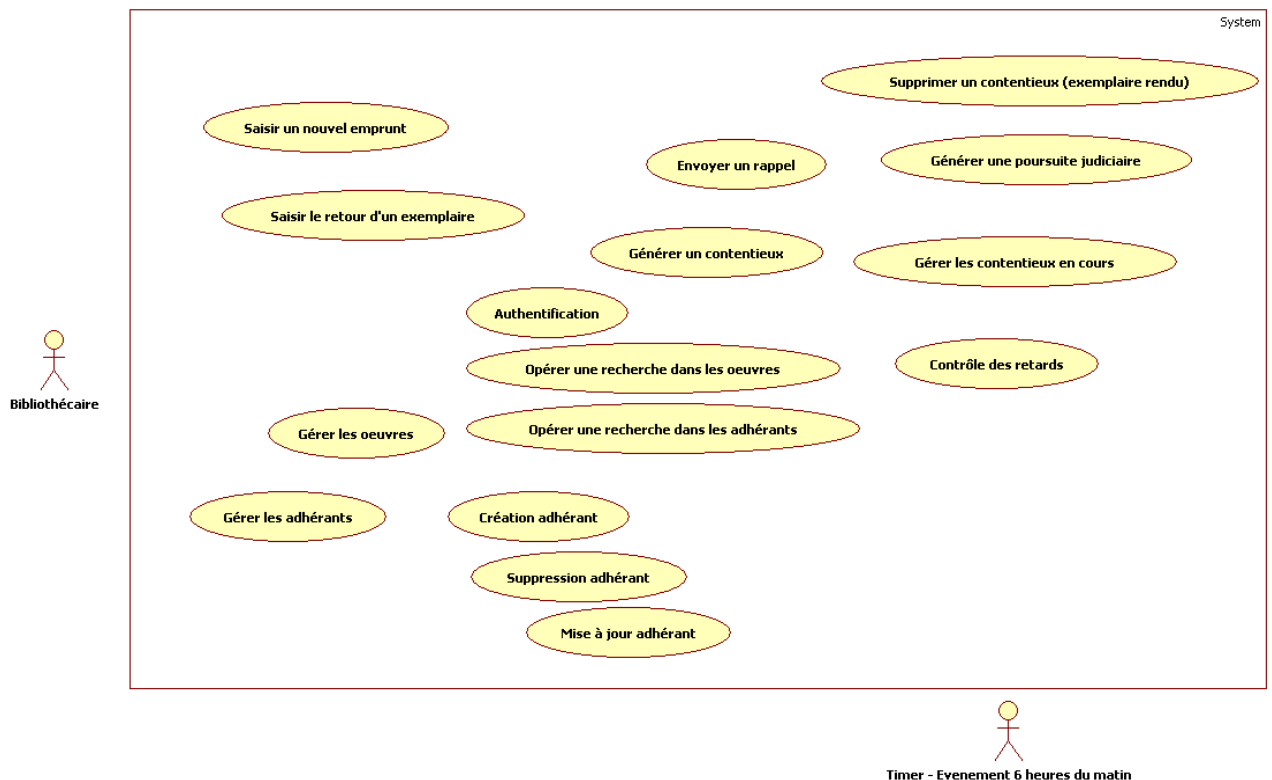 System
Supprimer un contentieux (exemplaire rendu)
Saisir un nouvel emprunt
Envoyer un rappel
Générer une poursuite judiciaire
Saisir le retour d'un exemplaire
Générer un contentieux
Gérer les contentieux en cours
Authentification
Opérer une recherche dans les oeuvres
Contrôle des retards
Bibliothécaire
Gérer les oeuvres
Opérer une recherche dans les adhérants
Gérer les adhérants
Création adhérant
Suppression adhérant
Mise à jour adhérant
Timer - Evenement 6 heures du matin